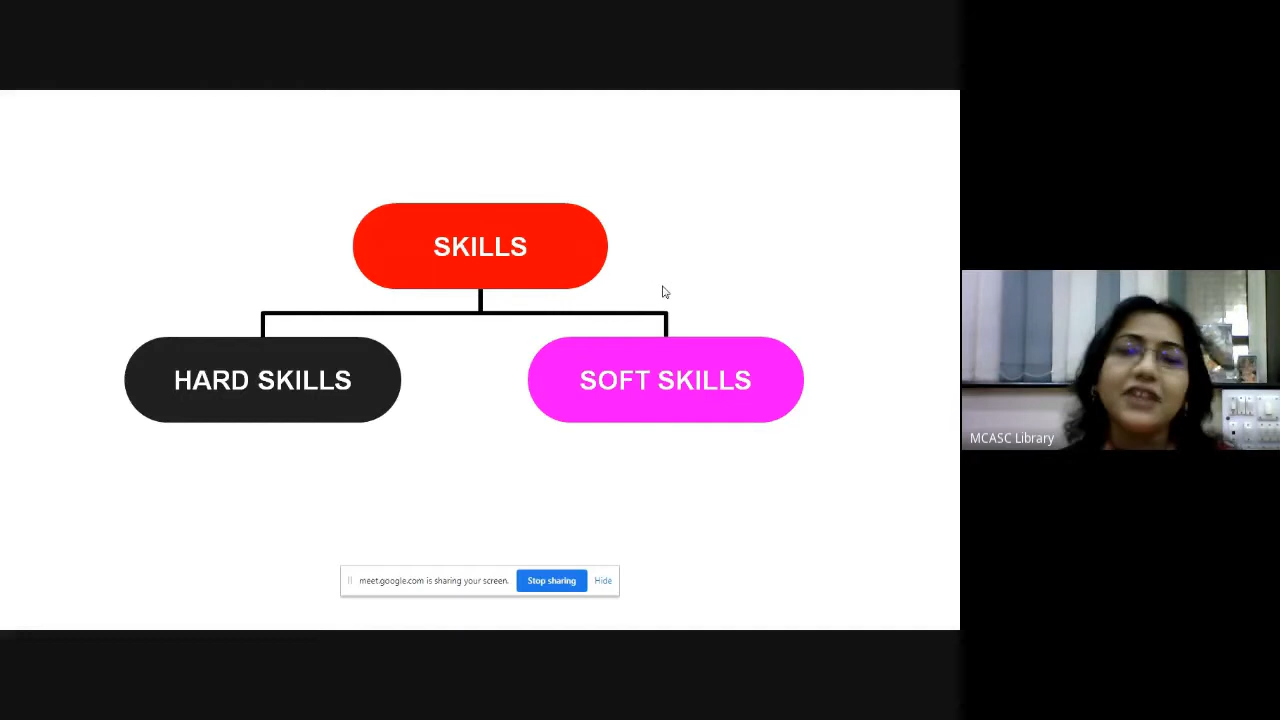 SKILLS
HARD SKILLS
SOFT SKILLS
MCASC Library
meet.google.com is sharing your screen.
Stop sharing
Hide